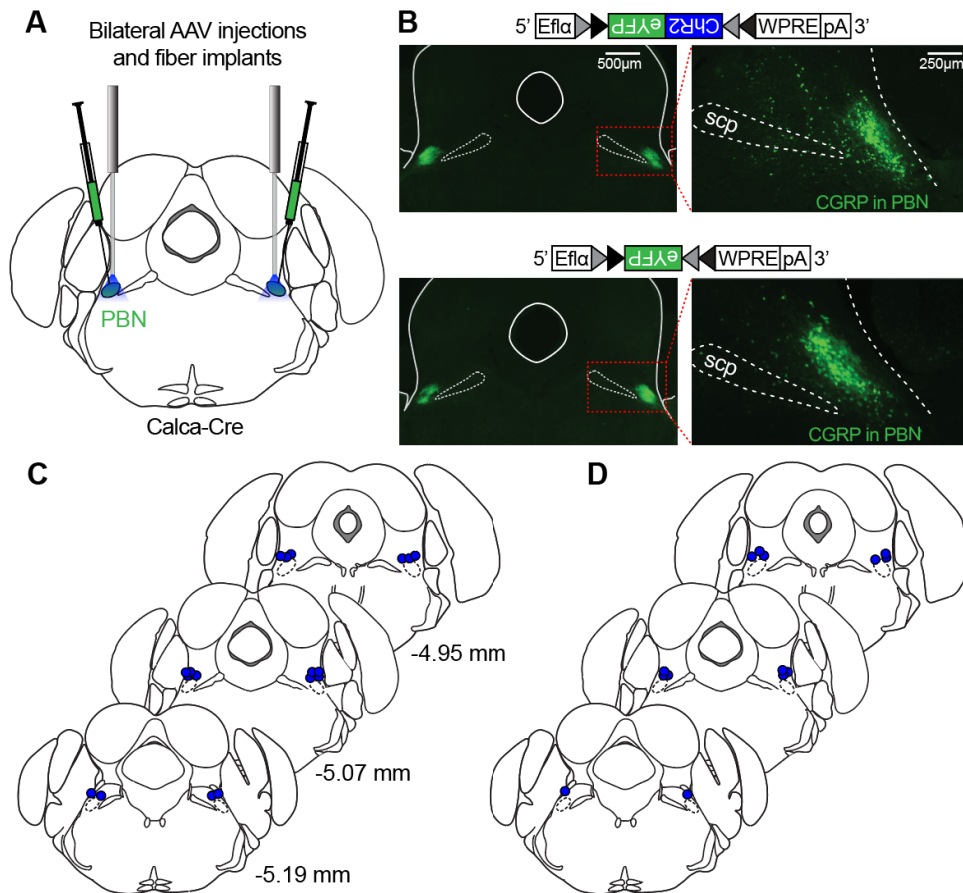 A
Bilateral AAV injections
and fiber implants
PBN
Calca-Cre
B
5' Eflα eYFP ChR2 WPRE pA 3'
500µm
250µm
scp
CGRP in PBN
5' Eflα eYFP WPRE pA 3'
scp
CGRP in PBN
C
-4.95 mm
-5.07 mm
-5.19 mm
D